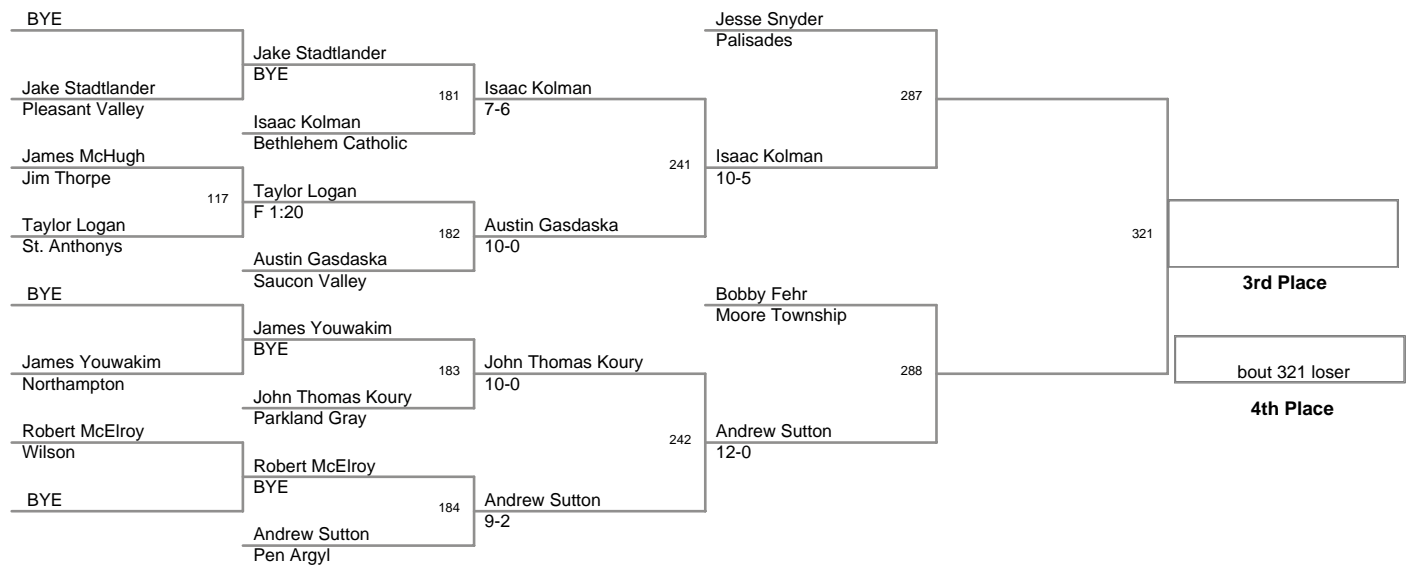 BYE
Jake Stadtlander
Pleasant Valley
James McHugh
Jim Thorpe
117
Taylor Logan
St. Anthonys
BYE
James Youwakim
Northampton
Robert McElroy
Wilson
BYE
Jake Stadtlander
BYE
181
Isaac Kolman
Bethlehem Catholic
Taylor Logan
F 1:20
182
Austin Gasdaska
Saucon Valley
James Youwakim
BYE
183
John Thomas Koury
Parkland Gray
Robert McElroy
BYE
184
Andrew Sutton
Pen Argyl
Isaac Kolman
7-6
241
Austin Gasdaska
10-0
John Thomas Koury
10-0
242
Andrew Sutton
9-2
Jesse Snyder
Palisades
287
Isaac Kolman
10-5
Bobby Fehr
Moore Township
288
Andrew Sutton
12-0
321
3rd Place
bout 321 loser
4th Place